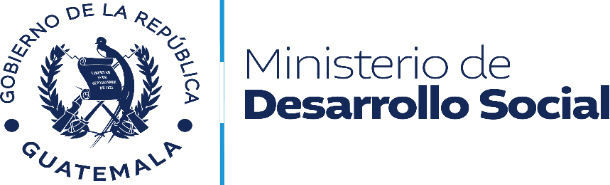 GOBIERNO DE LA REPÚBLICA
GUATEMALA
Ministerio de
Desarrollo Social